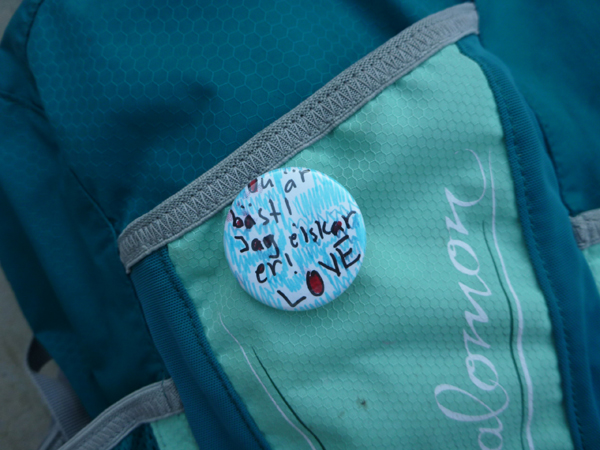 Du är
bäst!
Jag elskar
er!
LOVE
alomon